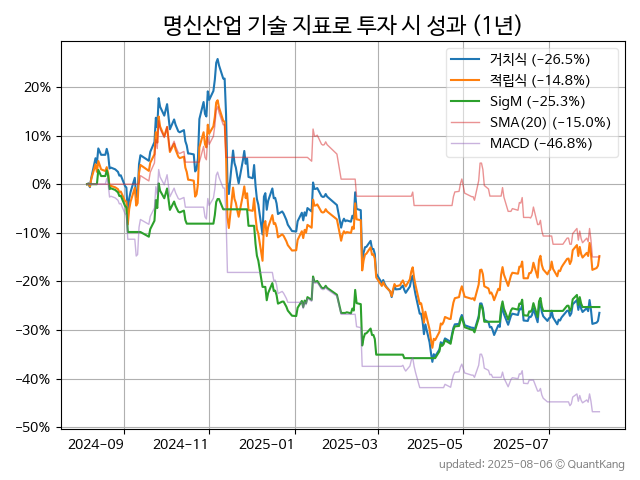 명신산업 기술 지표로 투자 시 성과 (1년)
거치식 (−26.5%)
적립식 (−14.8%)
SigM (−25.3%)
SMA(20) (−15.0%)
MACD (−46.8%)
20%
10%
0%
−10%
−20%
−30%
−40%
−50%
2024−09 2024−11 2025−01 2025−03 2025−05 2025−07
updated: 2025−08−06 © QuantKang